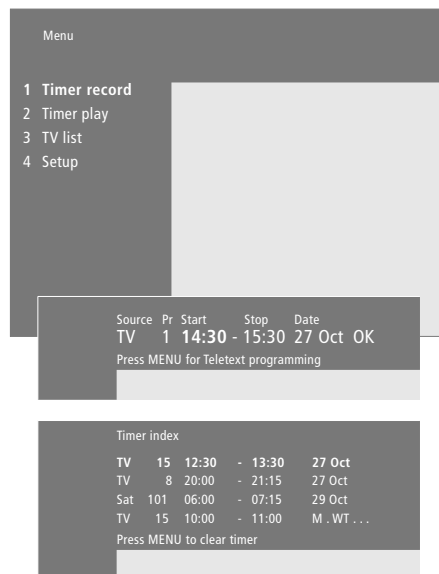 Menu
1 Timer record
2 Timer play
3 TV list
4 Setup
Source Pr Start Stop Date
TV 1 14:30 - 15:30 27 Oct OK
Press MENU for Teletext programming
Timer index
TV 15 12:30 - 13:30 27 Oct
TV 8 20:00 - 21:15 27 Oct
Sat 101 06:00 - 07:15 29 Oct
TV 15 10:00 - 11:00 M . WT . . .
Press MENU to clear timer